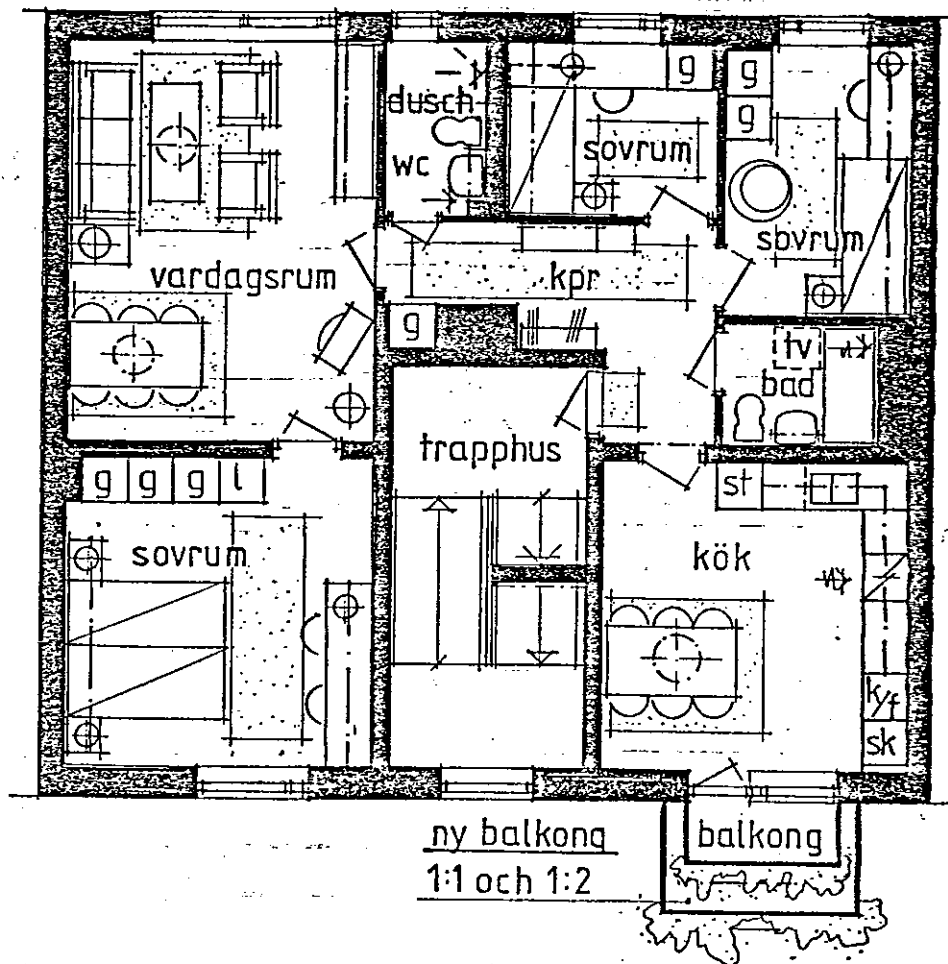 g
g
dusch
g
sovrum
wc
sovrum
vardagsrum
kpr
g
tv
bad
trapphus
g g g l
st
sovrum
kök
k/f
sk
ny balkong
balkong
1:1 och 1:2